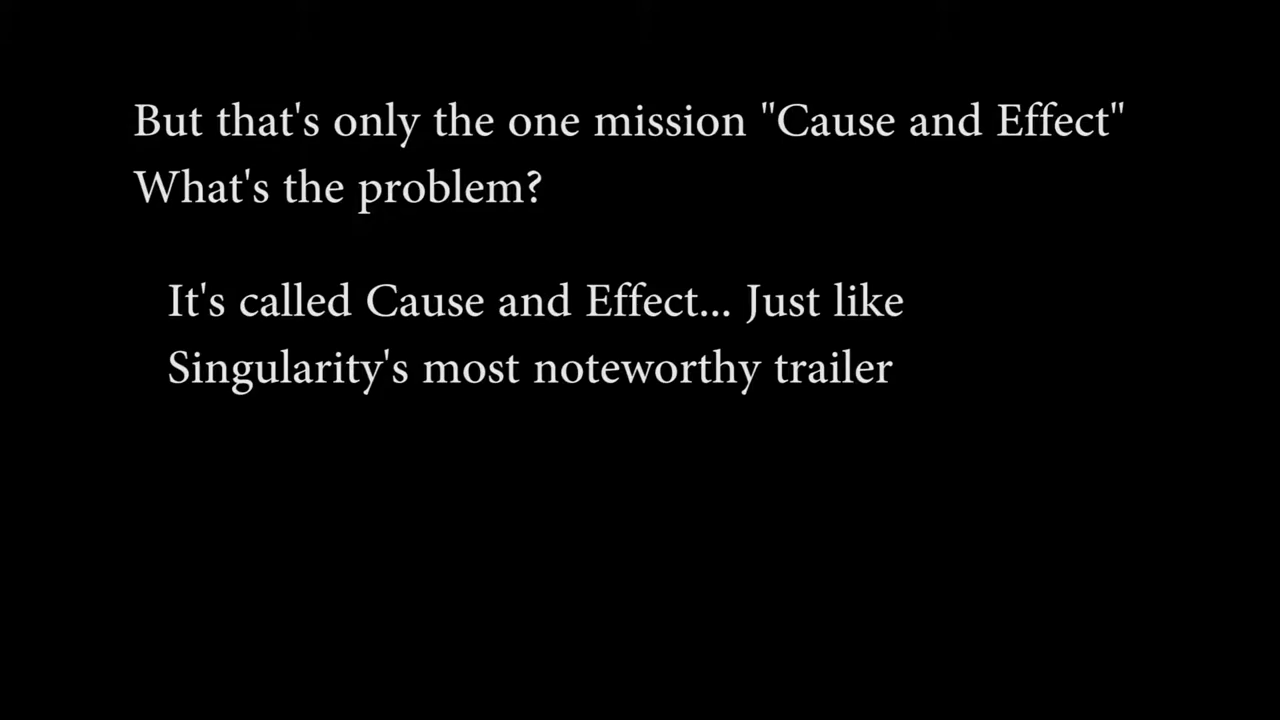 But that's only the one mission "Cause and Effect"
What's the problem?
It's called Cause and Effect... Just like
Singularity's most noteworthy trailer